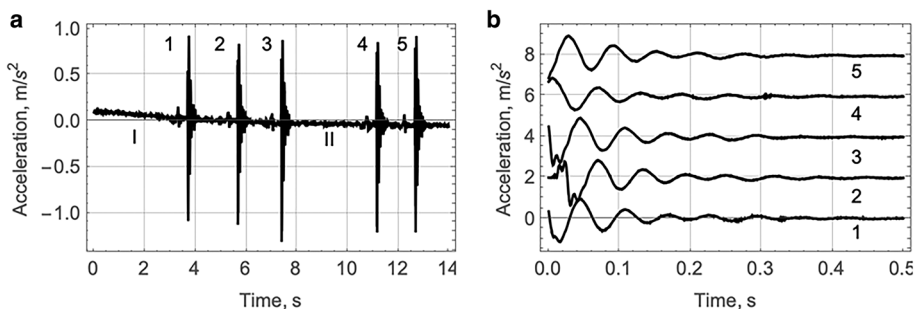 a
1.0
0.5
0.0
−0.5
−1.0
Acceleration, m/s²
1 2 3 4 5
I II
0 2 4 6 8 10 12 14
Time, s
b
8
6
4
2
0
Acceleration, m/s²
5
4
3
2
1
0.0 0.1 0.2 0.3 0.4 0.5
Time, s